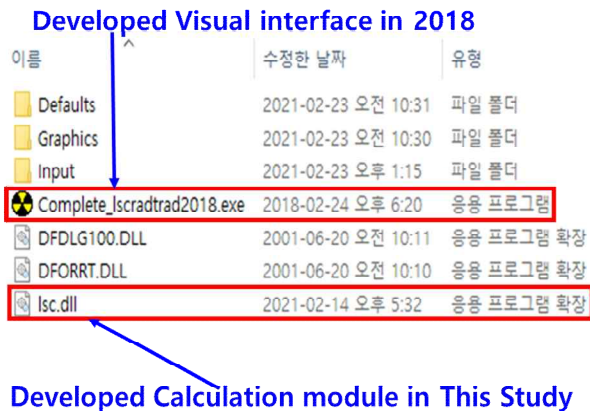 Developed Visual interface in 2018
이름 수정한 날짜 유형
Defaults 2021-02-23 오전 10:31 파일 폴더
Graphics 2021-02-23 오전 10:30 파일 폴더
Input 2021-02-23 오후 1:15 파일 폴더
Complete_lscradtrad2018.exe 2018-02-24 오후 6:20 응용 프로그램
DFDLG100.DLL 2001-06-20 오전 10:11 응용 프로그램 확장
DFORRT.DLL 2001-06-20 오전 10:10 응용 프로그램 확장
lsc.dll 2021-02-14 오후 5:32 응용 프로그램 확장
Developed Calculation module in This Study